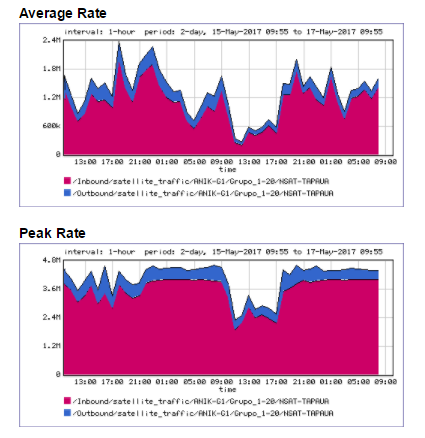 Average Rate
interval: 1-hour period: 2-day, 15-May-2017 09:55 to 17-May-2017 09:55
2.4M
1.8M
1.2M
600k
0
13:00 17:00 21:00 01:00 05:00 09:00 13:00 17:00 21:00 01:00 05:00 09:00
time
/Inbound/satellite_traffic/ANIK-G1/Grupo_1-20/NSAT-TAPAUA
/Outbound/satellite_traffic/ANIK-G1/Grupo_1-20/NSAT-TAPAUA
Peak Rate
interval: 1-hour period: 2-day, 15-May-2017 09:55 to 17-May-2017 09:55
4.8M
3.6M
2.4M
1.2M
0
13:00 17:00 21:00 01:00 05:00 09:00 13:00 17:00 21:00 01:00 05:00 09:00
time
/Inbound/satellite_traffic/ANIK-G1/Grupo_1-20/NSAT-TAPAUA
/Outbound/satellite_traffic/ANIK-G1/Grupo_1-20/NSAT-TAPAUA